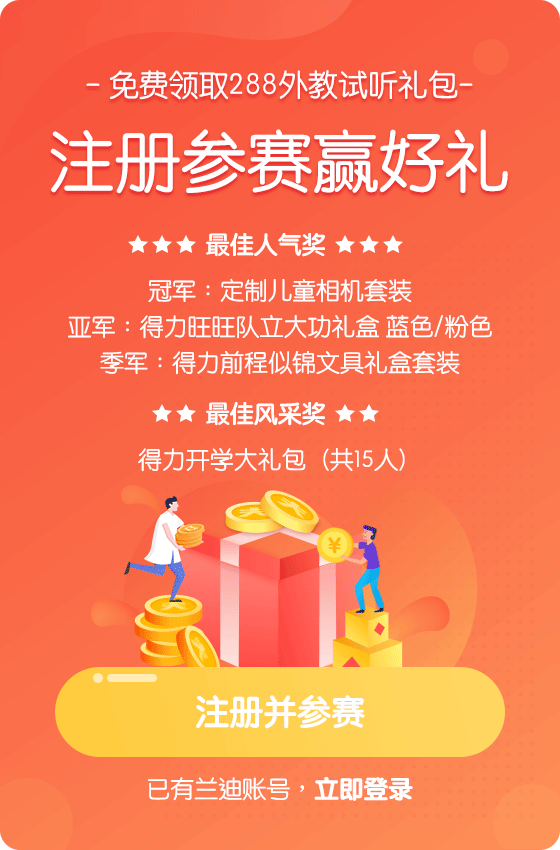 - 免费领取288外教试听礼包-
注册参赛赢好礼
★★★ 最佳人气奖 ★★★
冠军：定制儿童相机套装
亚军：得力旺旺队立大功礼盒 蓝色/粉色
季军：得力前程似锦文具礼盒套装
★★ 最佳风采奖 ★★
得力开学大礼包（共15人）
¥
注册并参赛
已有兰迪账号，立即登录